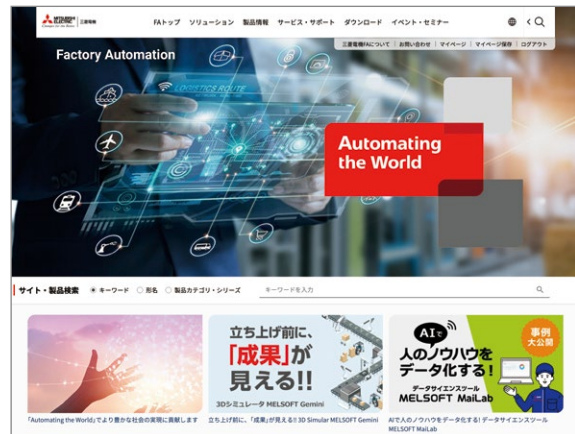 MITSUBISHI ELECTRIC
Changes for the Better
三菱電機
FAトップ ソリューション 製品情報 サービス・サポート ダウンロード イベント・セミナー
三菱電機FAについて | お問い合わせ | マイページ | マイページ保存 | ログアウト
Factory Automation
LOGISTICS ROUTE
Automating
the World
サイト・製品検索 キーワード 形名 製品カテゴリ・シリーズ キーワードを入力
立ち上げ前に、
「成果」が
見える!!
3Dシミュレータ MELSOFT Gemini
AIで
人のノウハウを
データ化する!
データサイエンスツール
MELSOFT MaiLab
事例
大公開
「Automating the World」でより豊かな社会の実現に貢献します
立ち上げ前に、「成果」が見える!! 3D Simular MELSOFT Gemini
AIで人のノウハウをデータ化する! データサイエンスツール
MELSOFT MaiLab